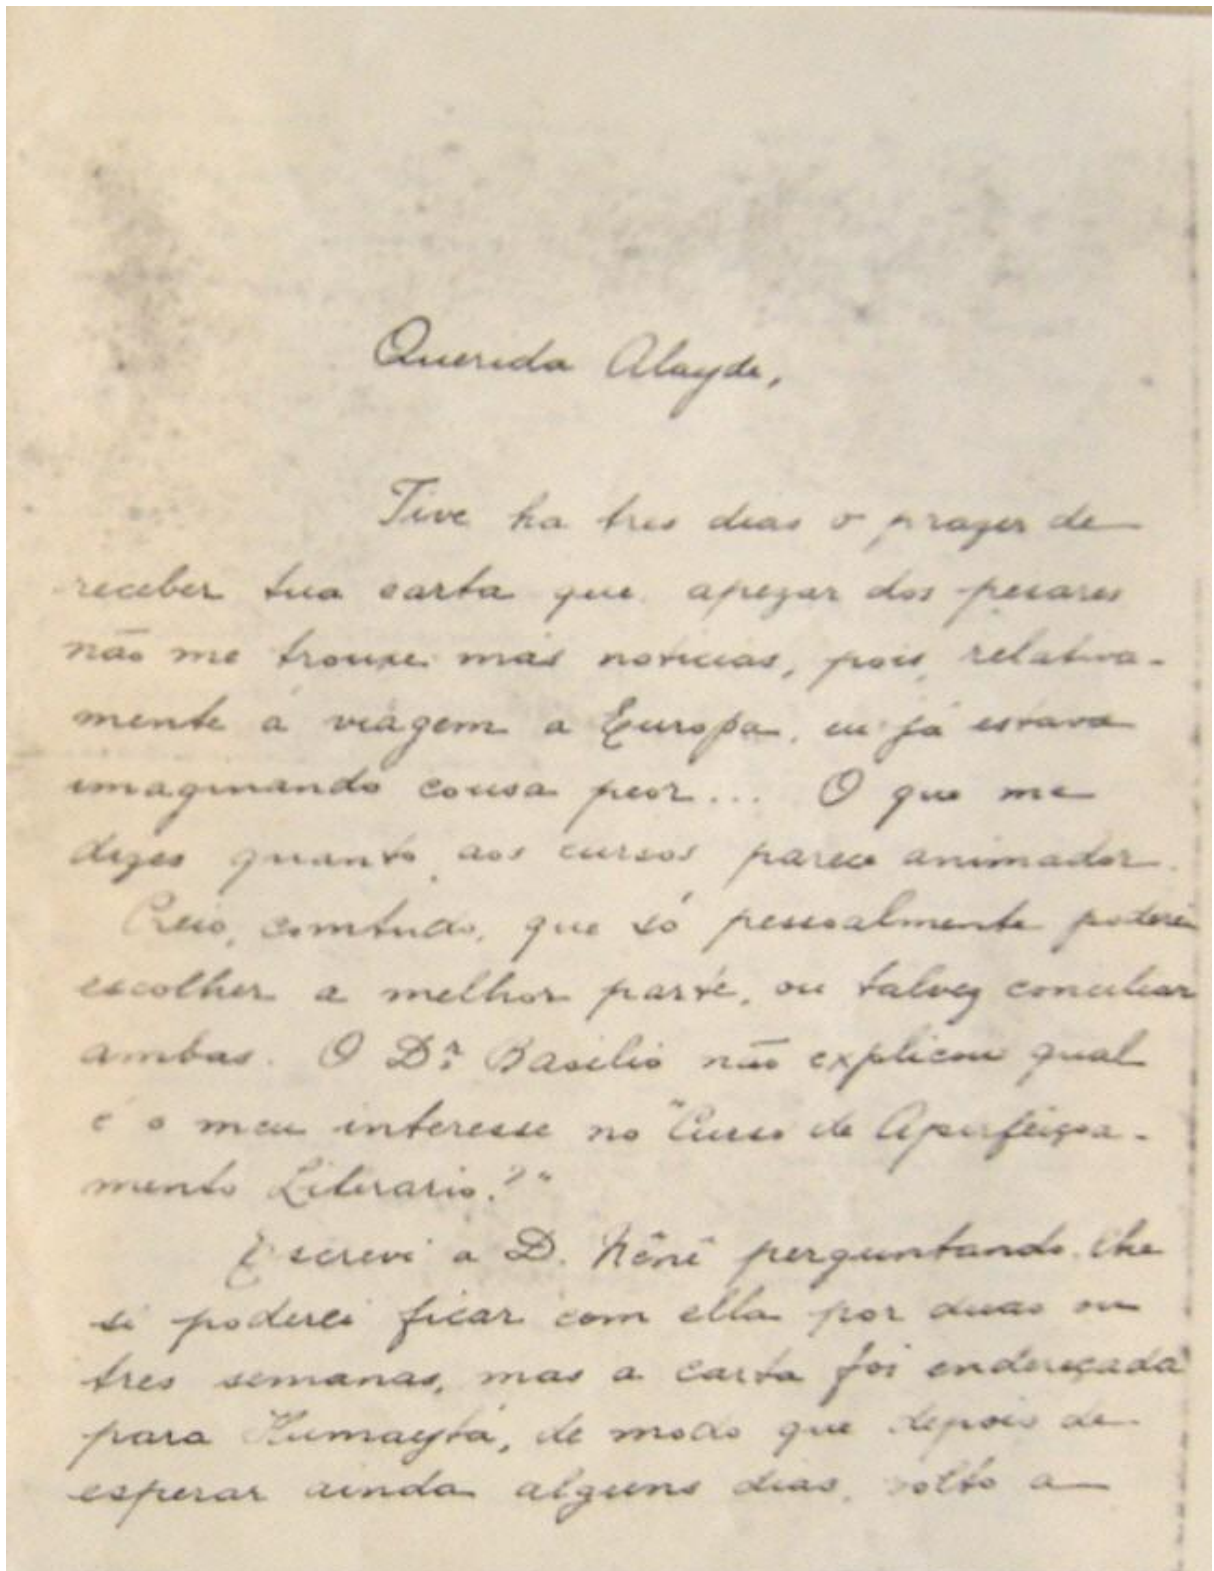 Querida Alayde,
Tive ha tres dias o prazer de
receber tua carta que apezar dos pesares
não me trouxe más noticias, pois, relativa-
mente a viagem a Europa, eu já estava
imaginando cousa peor... O que me
dizes quanto aos cursos parece animador.
Creio, comtudo, que só pessoalmente poderei
escolher a melhor parte, ou talvez conciliar
ambas. O Dr. Basilio não explicou qual
é o meu interesse no "Curso de Aperfeiçoa-
mento Literario?"
Escrevi a D. Nênê perguntando-lhe
si poderei ficar com ella por duas ou
tres semanas, mas a carta foi endereçada
para Humaytá, de modo que depois de
esperar ainda alguns dias, volto a